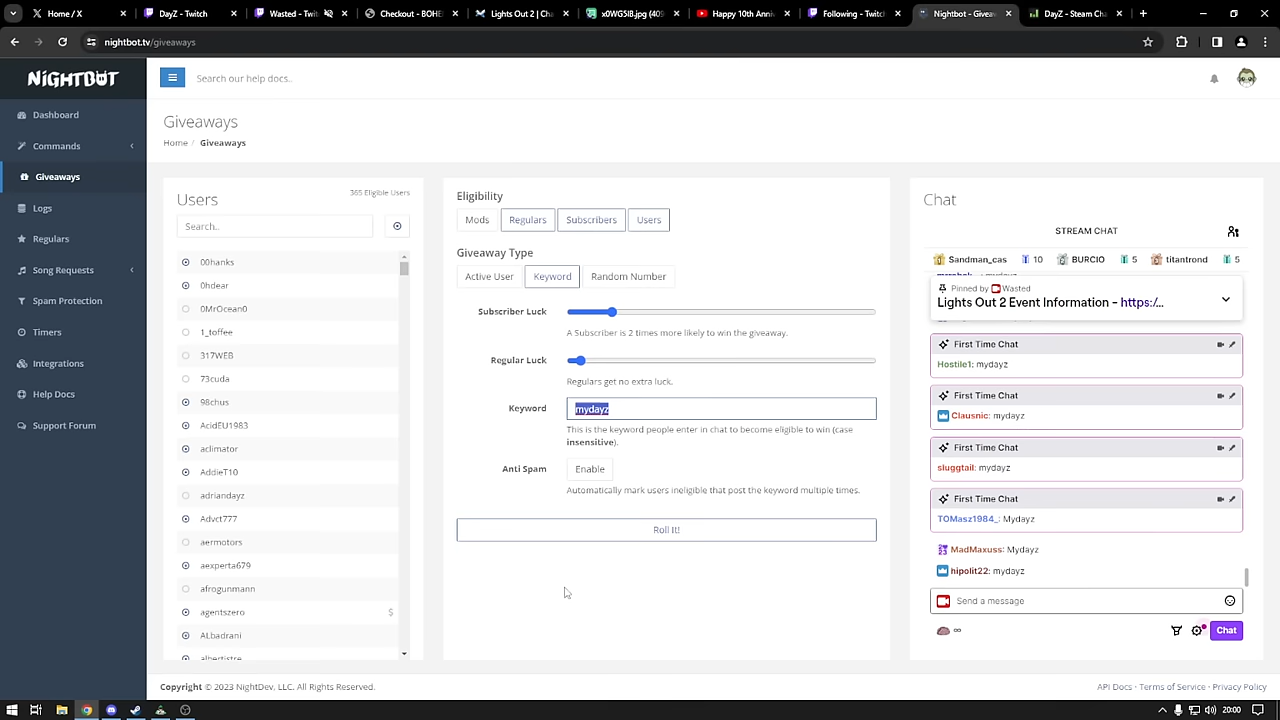 DayZ - Twitch
Wasted - Twitc
Checkout - BOHE
Lights Out 2 | Cha
x0WG5I8.jpg (409
Happy 10th Anniv
Following - Twitch
Nightbot - Giveaw
DayZ - Steam Cha
nightbot.tv/giveaways
NIGHTBOT
Search our help docs..
Dashboard
Commands
Giveaways
Logs
Regulars
Song Requests
Spam Protection
Timers
Integrations
Help Docs
Support Forum
Giveaways
Home / Giveaways
Users
365 Eligible Users
Search..
00hanks
0hdear
0MrOcean0
1_toffee
317WEB
73cuda
98chus
AcidEU1983
aclimator
AddieT10
adriandayz
Advct777
aermotors
aexperta679
afrogunmann
agentszero $
ALbadrani
albertistre
Eligibility
Mods Regulars Subscribers Users
Giveaway Type
Active User Keyword Random Number
Subscriber Luck
A Subscriber is 2 times more likely to win the giveaway.
Regular Luck
Regulars get no extra luck.
Keyword mydayz
This is the keyword people enter in chat to become eligible to win (case
insensitive).
Anti Spam Enable
Automatically mark users ineligible that post the keyword multiple times.
Roll It!
Chat
STREAM CHAT
Sandman_cas 10 BURCIO 5 titantrond 5
Pinned by Wasted
Lights Out 2 Event Information - https:/...
First Time Chat
Hostile1: mydayz
First Time Chat
Clausnic: mydayz
First Time Chat
sluggtail: mydayz
First Time Chat
TOMasz1984_: Mydayz
MadMaxuss: Mydayz
hipolit22: mydayz
Send a message
∞
Chat
Copyright © 2023 NightDev, LLC. All Rights Reserved.
API Docs - Terms of Service - Privacy Policy
20:00